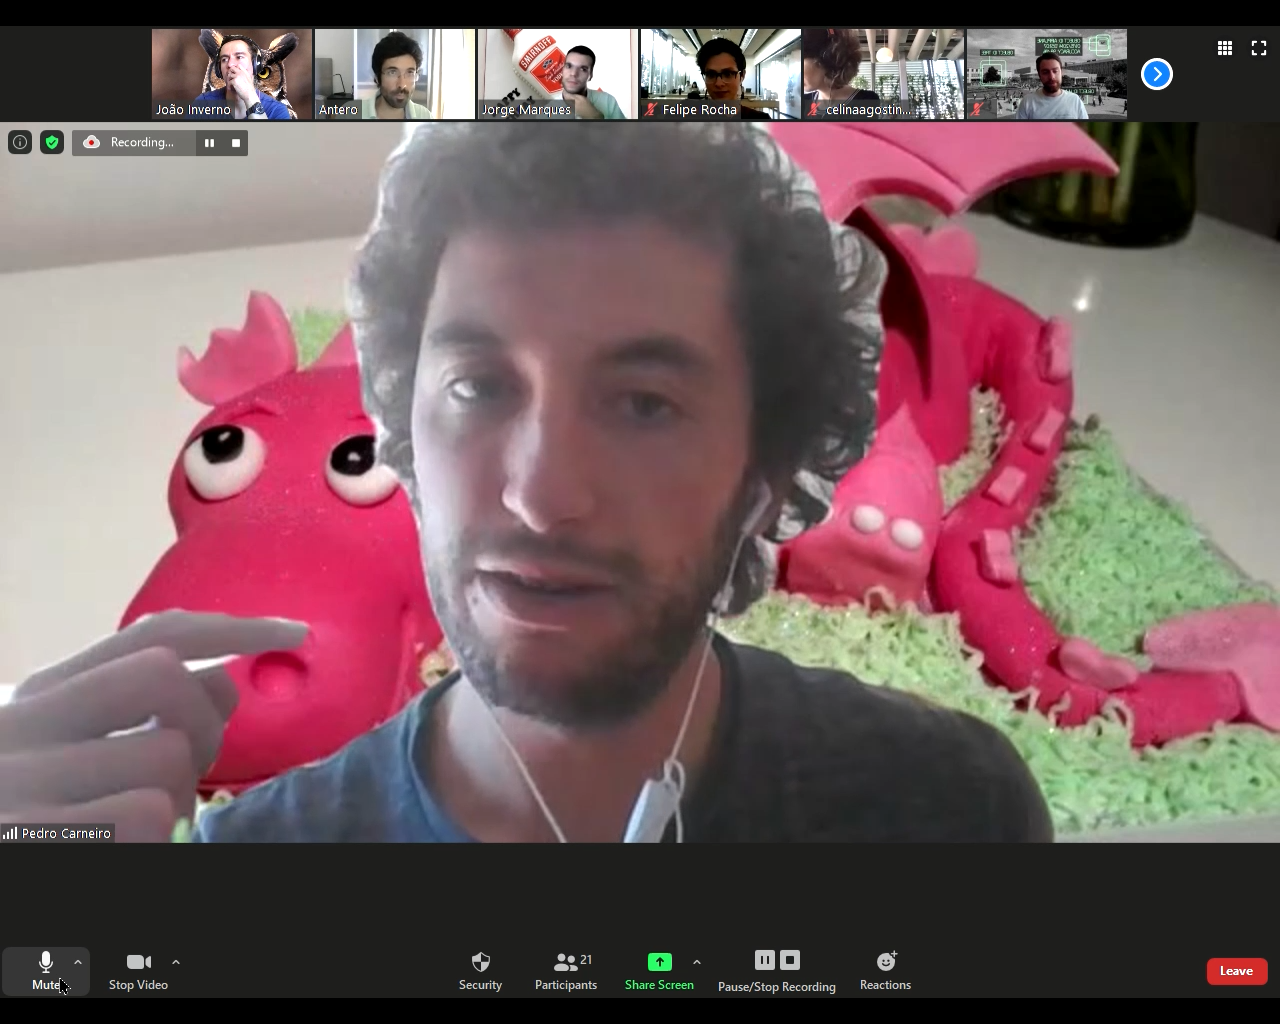 João Inverno
Antero
SMIRNOFF
Jorge Marques
Felipe Rocha
celinaagostin...
Recording...
Pedro Carneiro
Mute
Stop Video
Security
Participants
21
Share Screen
Pause/Stop Recording
Reactions
Leave